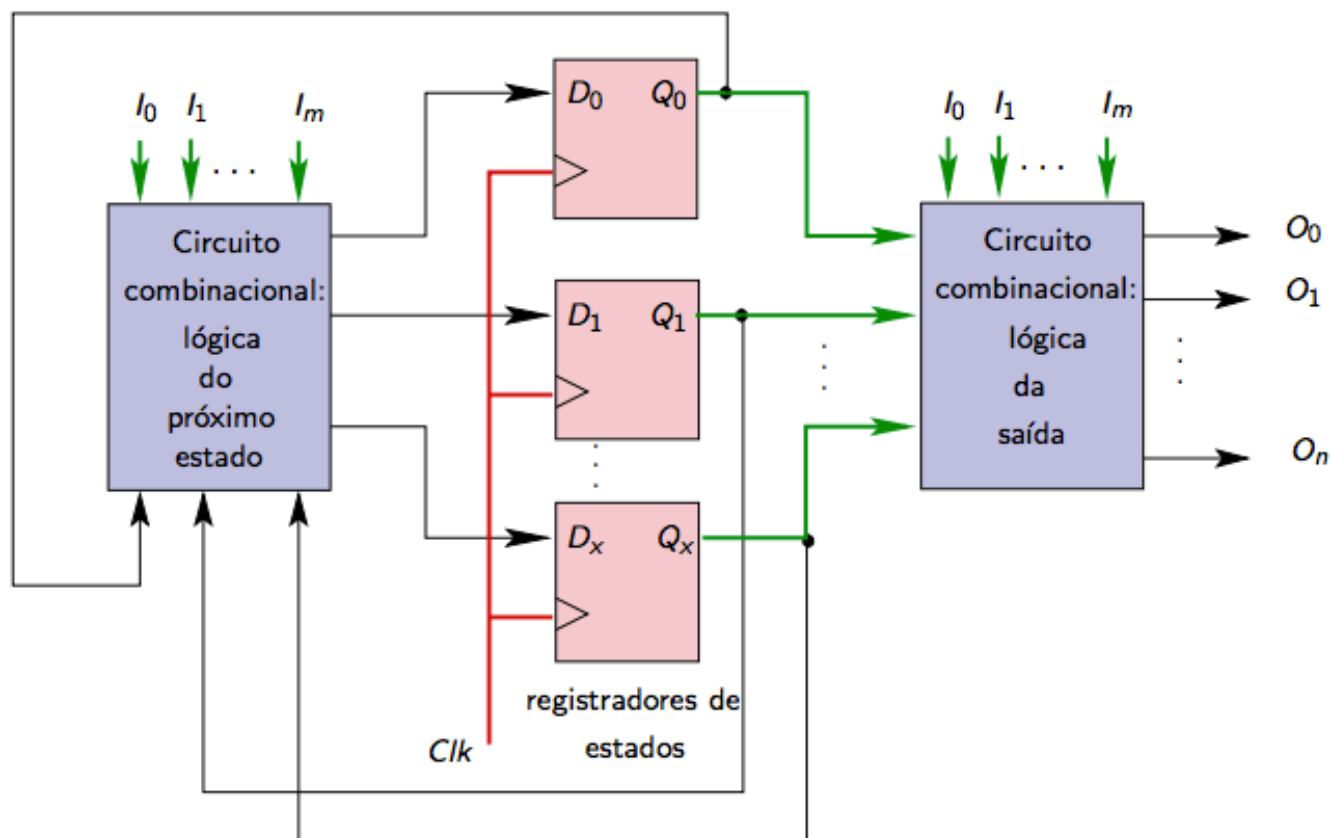 I₀ I₁ . . . Iₘ
Circuito
combinacional:
lógica
do
próximo
estado
D₀ Q₀
D₁ Q₁
Dₓ Qₓ
registradores de
estados
Clk
I₀ I₁ . . . Iₘ
Circuito
combinacional:
lógica
da
saída
O₀
O₁
Oₙ